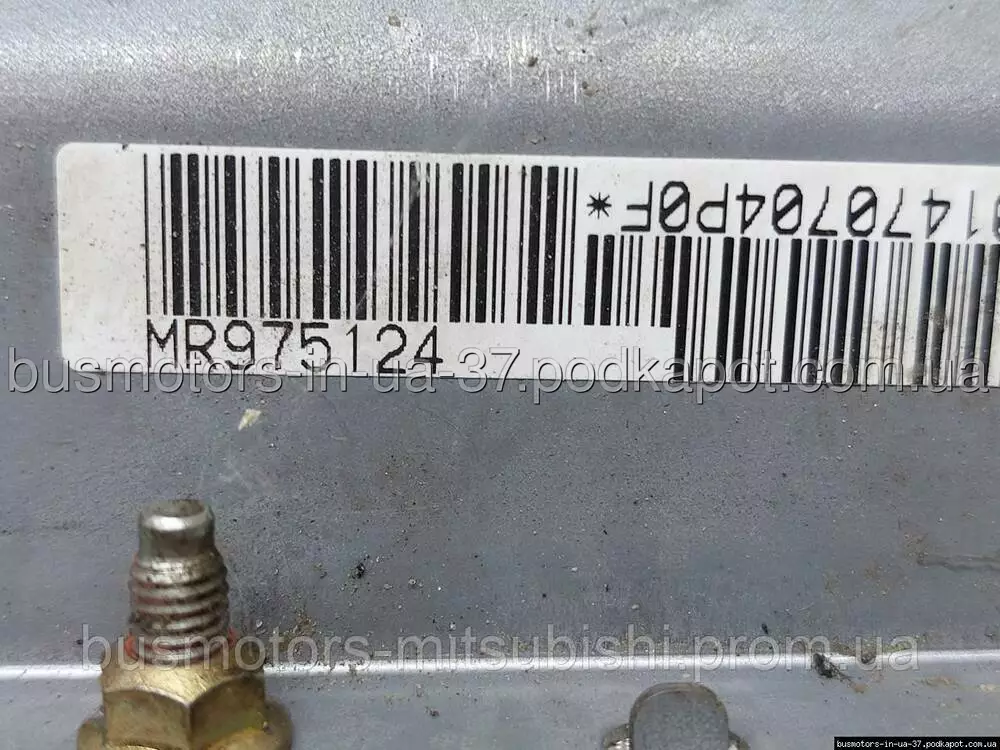 MR975124
01470704P0F*
busmotors-in-ua-37.podkapot.com.ua
busmotors-mitsubishi.prom.ua
busmotors-in-ua-37.podkapot.com.ua